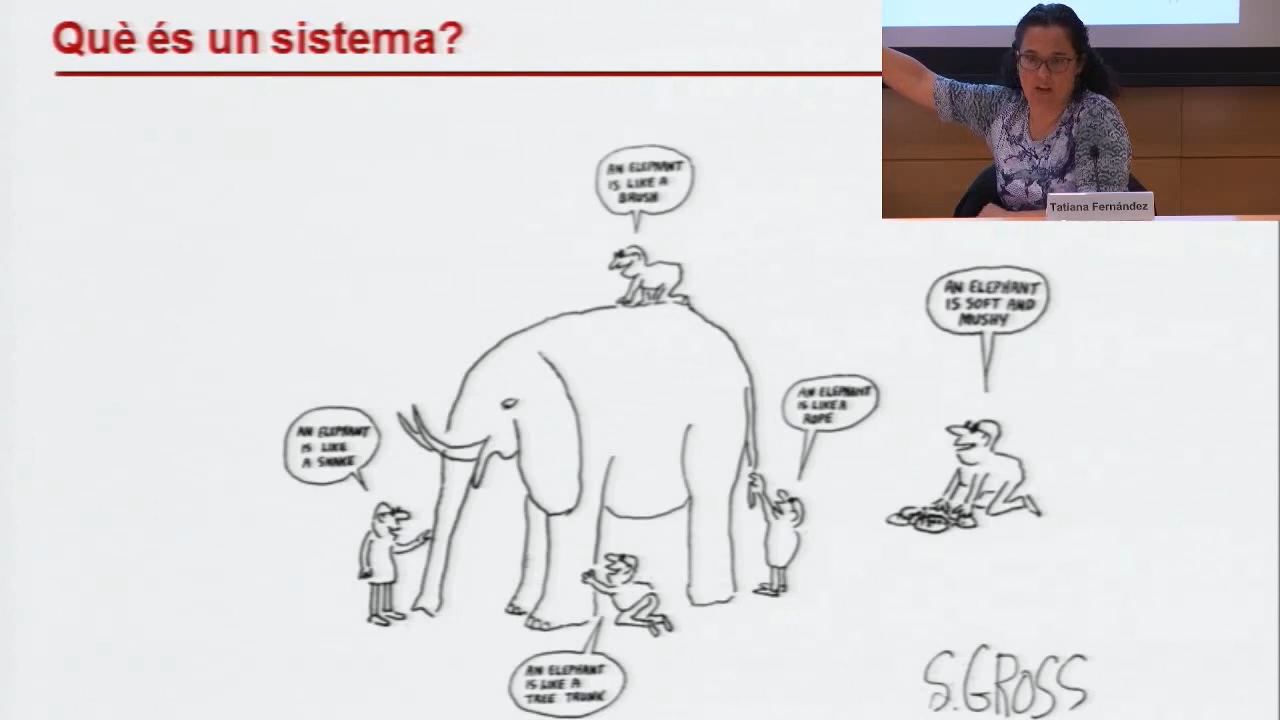 Què és un sistema?
Tatiana Fernández
AN ELEPHANT
IS LIKE A
BRUSH
AN ELEPHANT
IS SOFT AND
MUSHY
AN ELEPHANT
IS LIKE A
ROPE
AN ELEPHANT
IS LIKE
A SNAKE
AN ELEPHANT
IS LIKE A
TREE TRUNK
S.GROSS